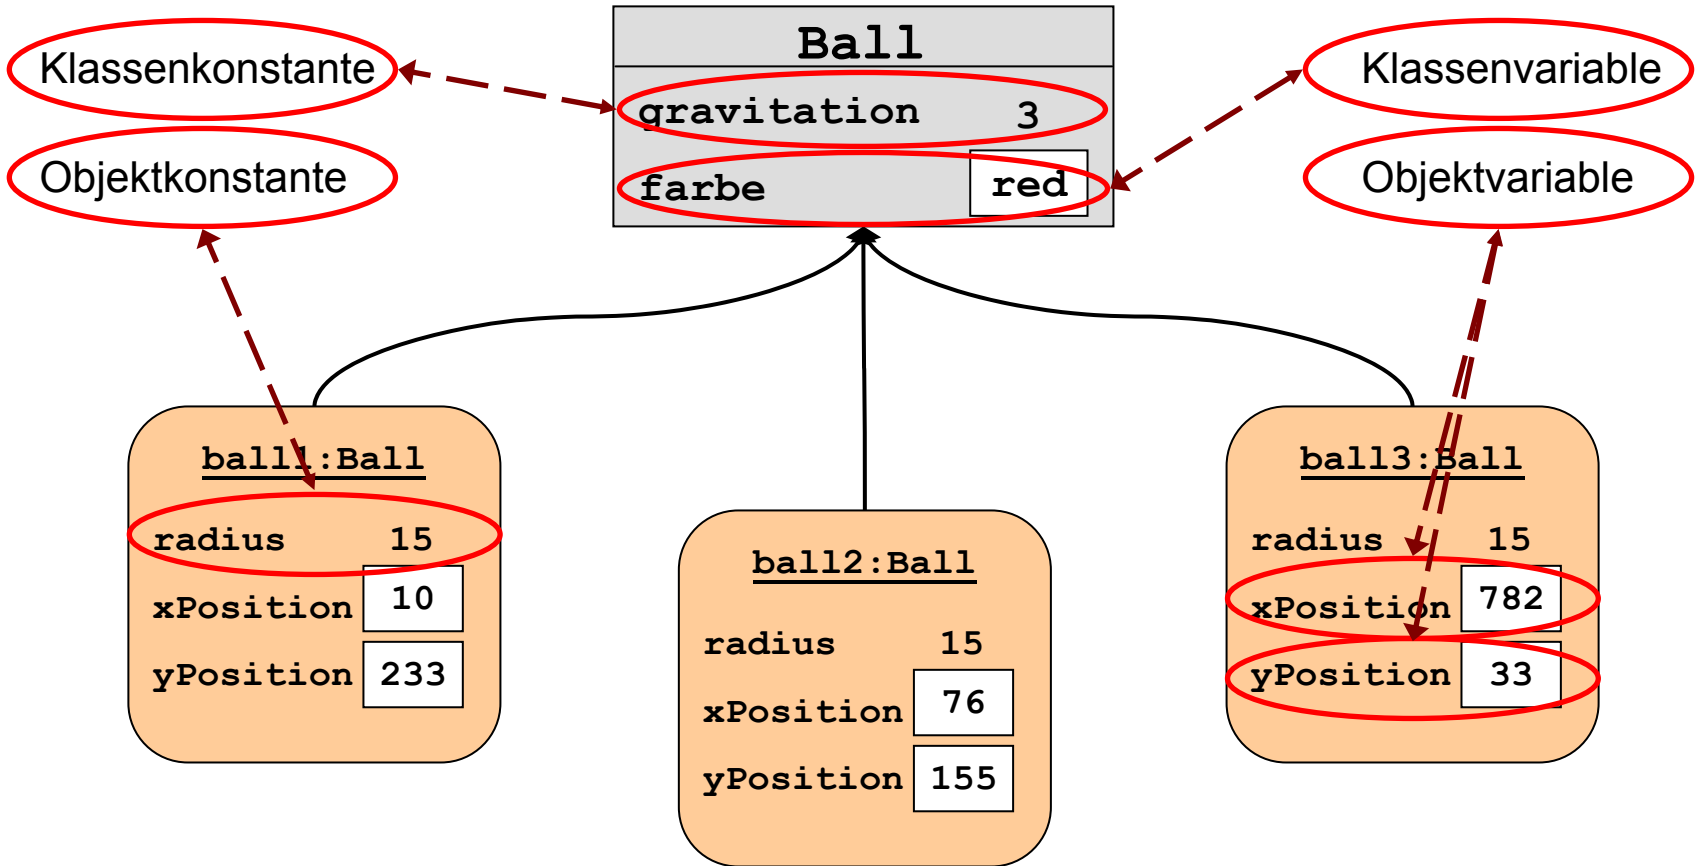 Klassenkonstante
Objektkonstante
Ball
gravitation 3
farbe red
Klassenvariable
Objektvariable
ball1:Ball
radius 15
xPosition 10
yPosition 233
ball2:Ball
radius 15
xPosition 76
yPosition 155
ball3:Ball
radius 15
xPosition 782
yPosition 33